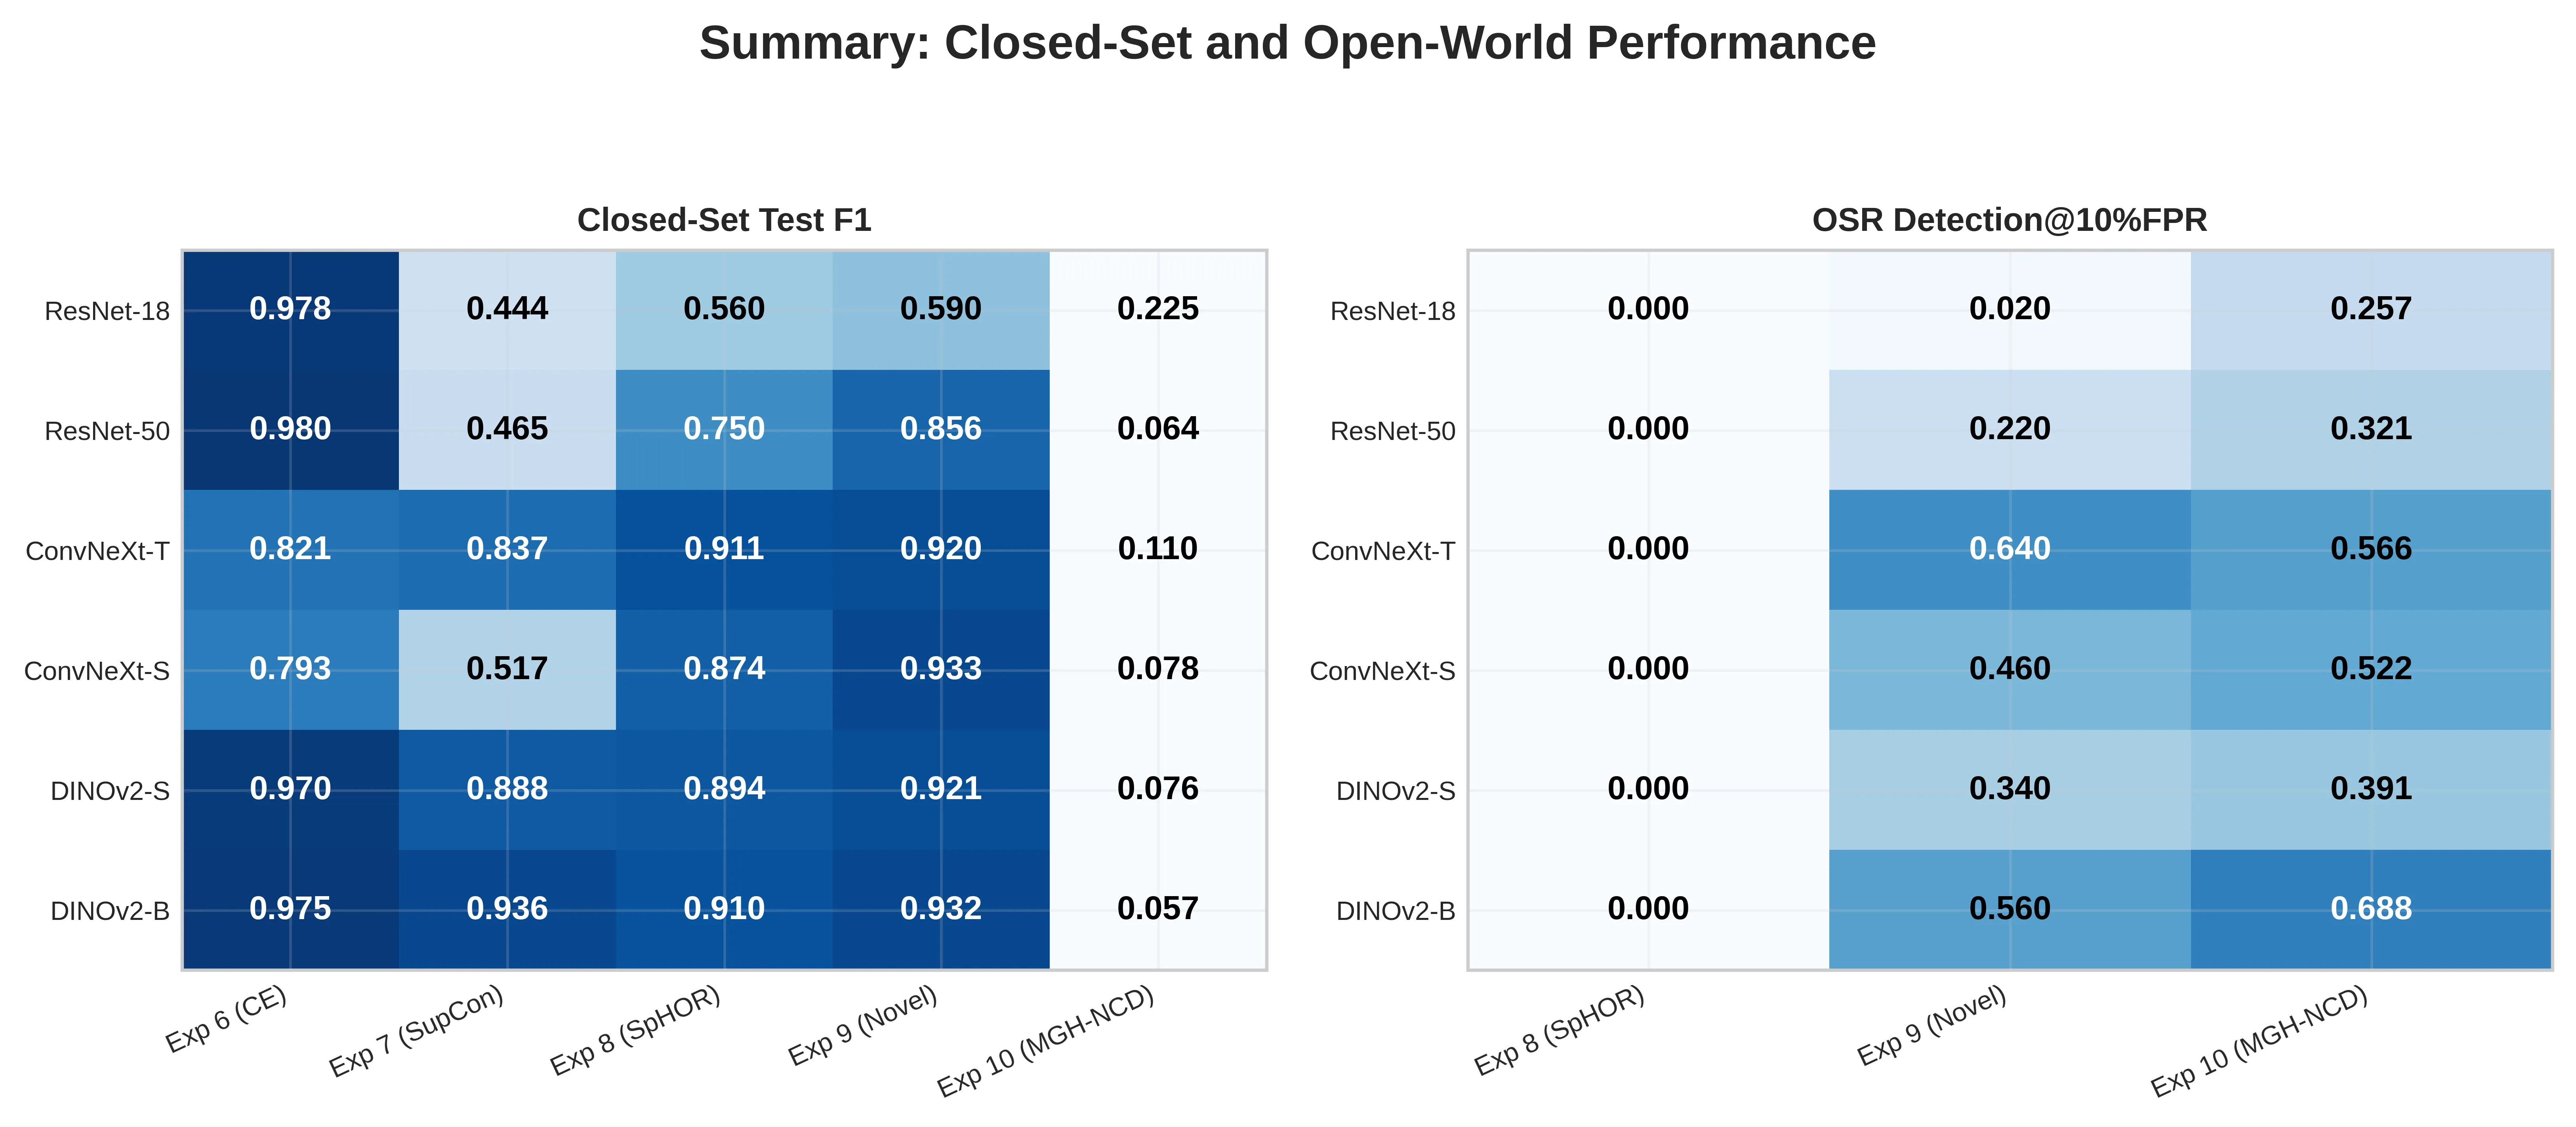 Summary: Closed-Set and Open-World Performance
Closed-Set Test F1
ResNet-18 0.978 0.444 0.560 0.590 0.225
ResNet-50 0.980 0.465 0.750 0.856 0.064
ConvNeXt-T 0.821 0.837 0.911 0.920 0.110
ConvNeXt-S 0.793 0.517 0.874 0.933 0.078
DINOv2-S 0.970 0.888 0.894 0.921 0.076
DINOv2-B 0.975 0.936 0.910 0.932 0.057
Exp 6 (CE)
Exp 7 (SupCon)
Exp 8 (SpHOR)
Exp 9 (Novel)
Exp 10 (MGH-NCD)
OSR Detection@10%FPR
ResNet-18 0.000 0.020 0.257
ResNet-50 0.000 0.220 0.321
ConvNeXt-T 0.000 0.640 0.566
ConvNeXt-S 0.000 0.460 0.522
DINOv2-S 0.000 0.340 0.391
DINOv2-B 0.000 0.560 0.688
Exp 8 (SpHOR)
Exp 9 (Novel)
Exp 10 (MGH-NCD)